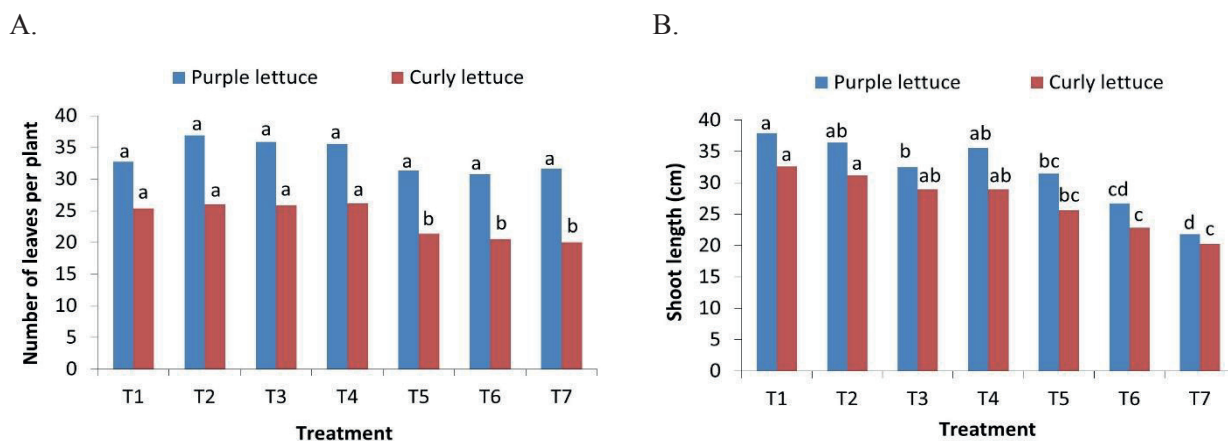 A.
Purple lettuce Curly lettuce
Number of leaves per plant
40
35
30
25
20
15
10
5
0
a a a a a a a
a a a a b b b
T1 T2 T3 T4 T5 T6 T7
Treatment
B.
Purple lettuce Curly lettuce
Shoot length (cm)
40
35
30
25
20
15
10
5
0
a ab b ab bc cd d
a a ab ab bc c c
T1 T2 T3 T4 T5 T6 T7
Treatment